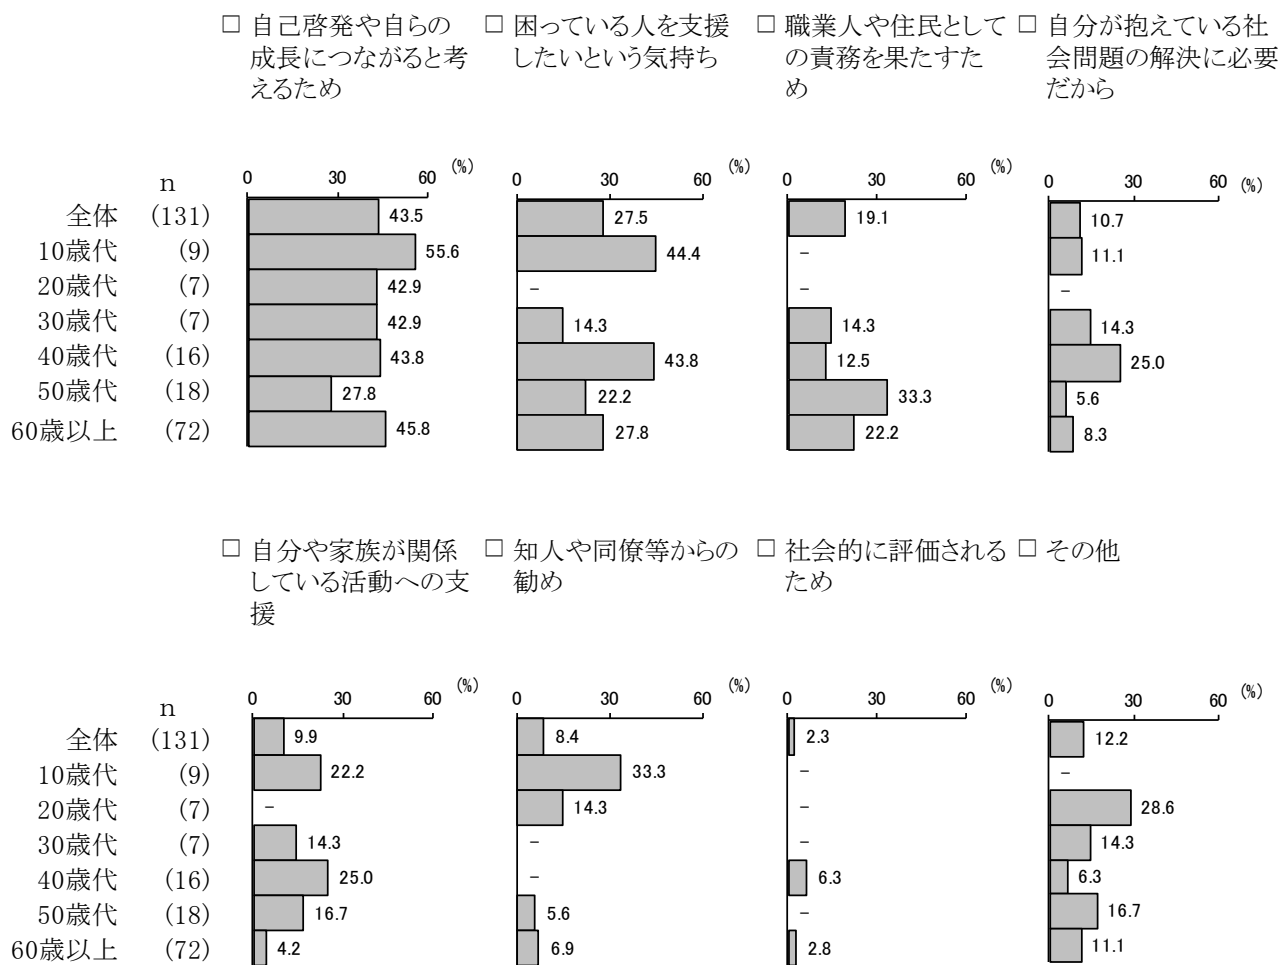 □ 自己啓発や自らの
成長につながると考
えるため
□ 困っている人を支援
したいという気持ち
□ 職業人や住民として
の責務を果たすた
め
□ 自分が抱えている社
会問題の解決に必要
だから
n
0 30 60 (%)
0 60 (%)
0 60 (%)
0 60 (%)
全体 (131) 43.5 27.5 19.1 10.7
10歳代 (9) 55.6 44.4 − 11.1
20歳代 (7) 42.9 − − −
30歳代 (7) 42.9 14.3 14.3 14.3
40歳代 (16) 43.8 43.8 12.5 25.0
50歳代 (18) 27.8 22.2 33.3 5.6
60歳以上 (72) 45.8 27.8 22.2 8.3
□ 自分や家族が関係
している活動への支
援
□ 知人や同僚等からの
勧め
□ 社会的に評価される
ため
□ その他
n
0 30 60 (%)
0 60 (%)
0 30 60 (%)
0 30 60 (%)
全体 (131) 9.9 8.4 2.3 12.2
10歳代 (9) 22.2 33.3 − −
20歳代 (7) − 14.3 − 28.6
30歳代 (7) 14.3 − − 14.3
40歳代 (16) 25.0 − 6.3 6.3
50歳代 (18) 16.7 5.6 − 16.7
60歳以上 (72) 4.2 6.9 2.8 11.1